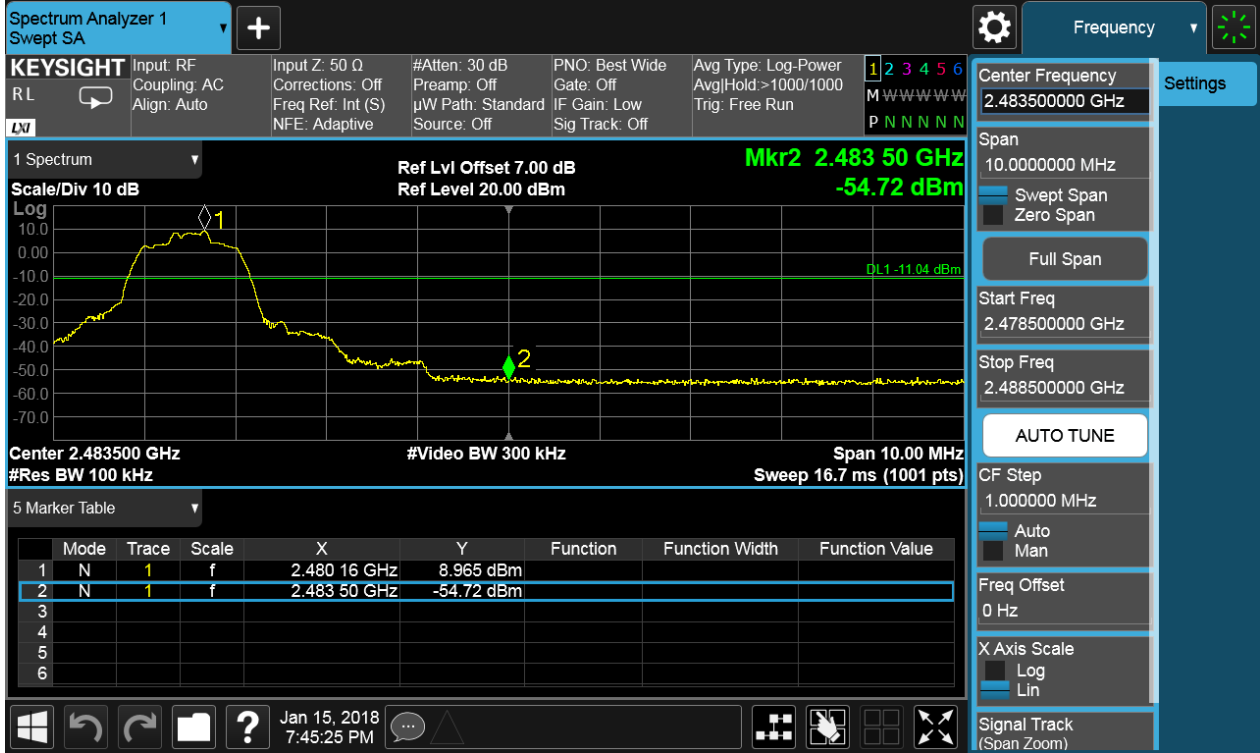 Spectrum Analyzer 1
Swept SA
Frequency
KEYSIGHT
RL
LXI
Input: RF
Coupling: AC
Align: Auto
Input Z: 50 Ω
Corrections: Off
Freq Ref: Int (S)
NFE: Adaptive
#Atten: 30 dB
Preamp: Off
µW Path: Standard
Source: Off
PNO: Best Wide
Gate: Off
IF Gain: Low
Sig Track: Off
Avg Type: Log-Power
Avg|Hold:>1000/1000
Trig: Free Run
1 2 3 4 5 6
M W W W W W
P N N N N N
1 Spectrum
Scale/Div 10 dB
Ref Lvl Offset 7.00 dB
Ref Level 20.00 dBm
Mkr2 2.483 50 GHz
-54.72 dBm
Log
10.0
0.00
-10.0
-20.0
-30.0
-40.0
-50.0
-60.0
-70.0
1
2
DL1 -11.04 dBm
Center 2.483500 GHz
#Video BW 300 kHz
Span 10.00 MHz
#Res BW 100 kHz
Sweep 16.7 ms (1001 pts)
5 Marker Table
Mode Trace Scale X Y Function Function Width Function Value
1 N 1 f 2.480 16 GHz 8.965 dBm
2 N 1 f 2.483 50 GHz -54.72 dBm
3
4
5
6
Jan 15, 2018
7:45:25 PM
Center Frequency
2.483500000 GHz
Settings
Span
10.0000000 MHz
Swept Span
Zero Span
Full Span
Start Freq
2.478500000 GHz
Stop Freq
2.488500000 GHz
AUTO TUNE
CF Step
1.000000 MHz
Auto
Man
Freq Offset
0 Hz
X Axis Scale
Log
Lin
Signal Track
(Span Zoom)